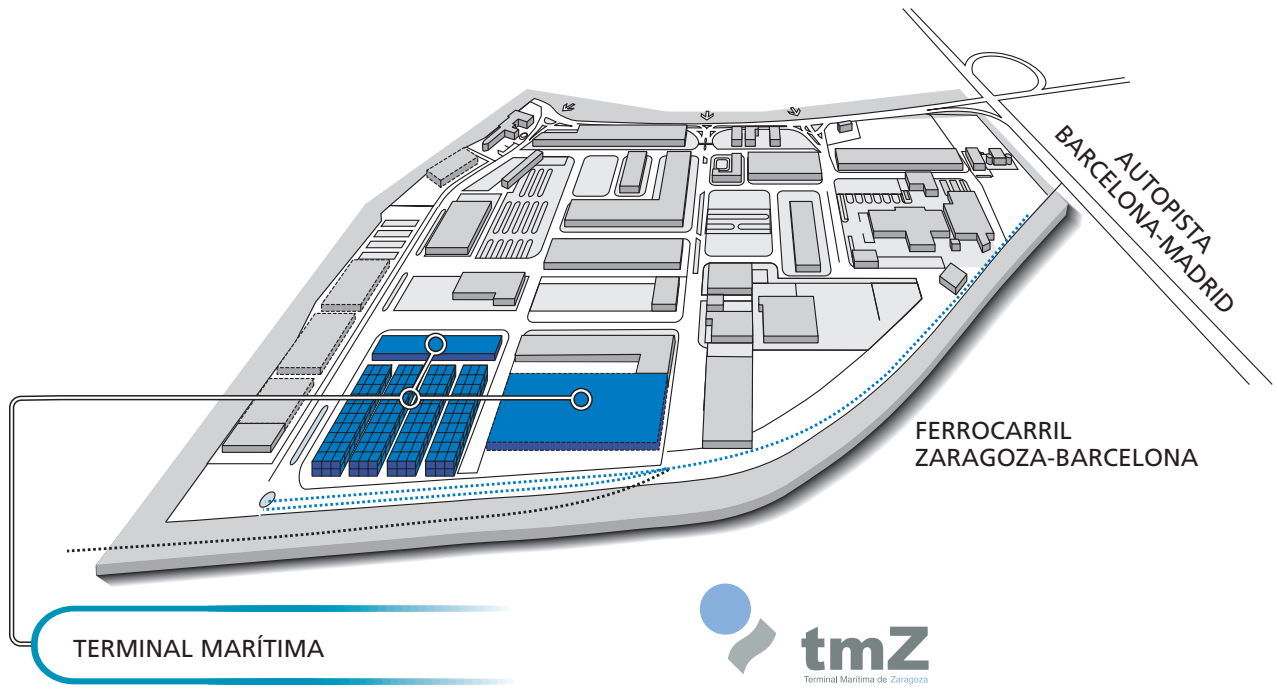 AUTOPISTA
BARCELONA-MADRID
FERROCARRIL
ZARAGOZA-BARCELONA
TERMINAL MARÍTIMA
tmZ
Terminal Marítima de Zaragoza